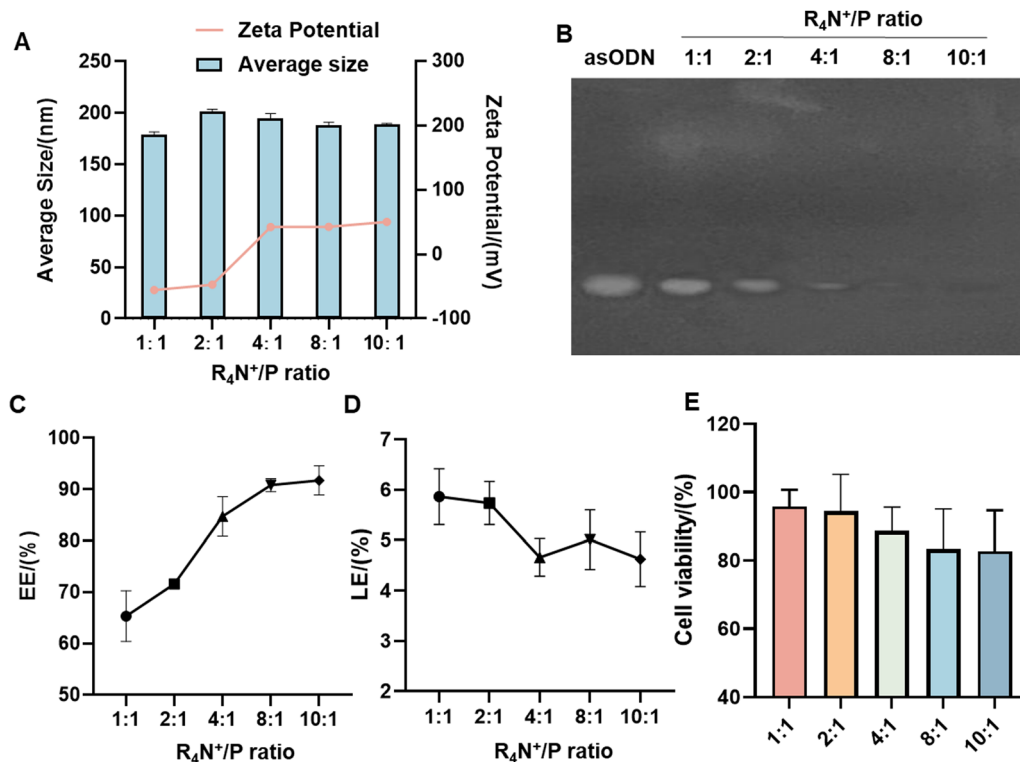 A
Zeta Potential
Average size
Average Size/(nm)
250
200
150
100
50
0
300
200
100
0
-100
Zeta Potential/(mV)
1:1 2:1 4:1 8:1 10:1
R₄N⁺/P ratio
B
R₄N⁺/P ratio
asODN 1:1 2:1 4:1 8:1 10:1
C
EE/(%)
100
90
80
70
60
50
1:1 2:1 4:1 8:1 10:1
R₄N⁺/P ratio
D
LE/(%)
7
6
5
4
3
2
1:1 2:1 4:1 8:1 10:1
R₄N⁺/P ratio
E
Cell viability/(%)
120
100
80
60
40
1:1 2:1 4:1 8:1 10:1